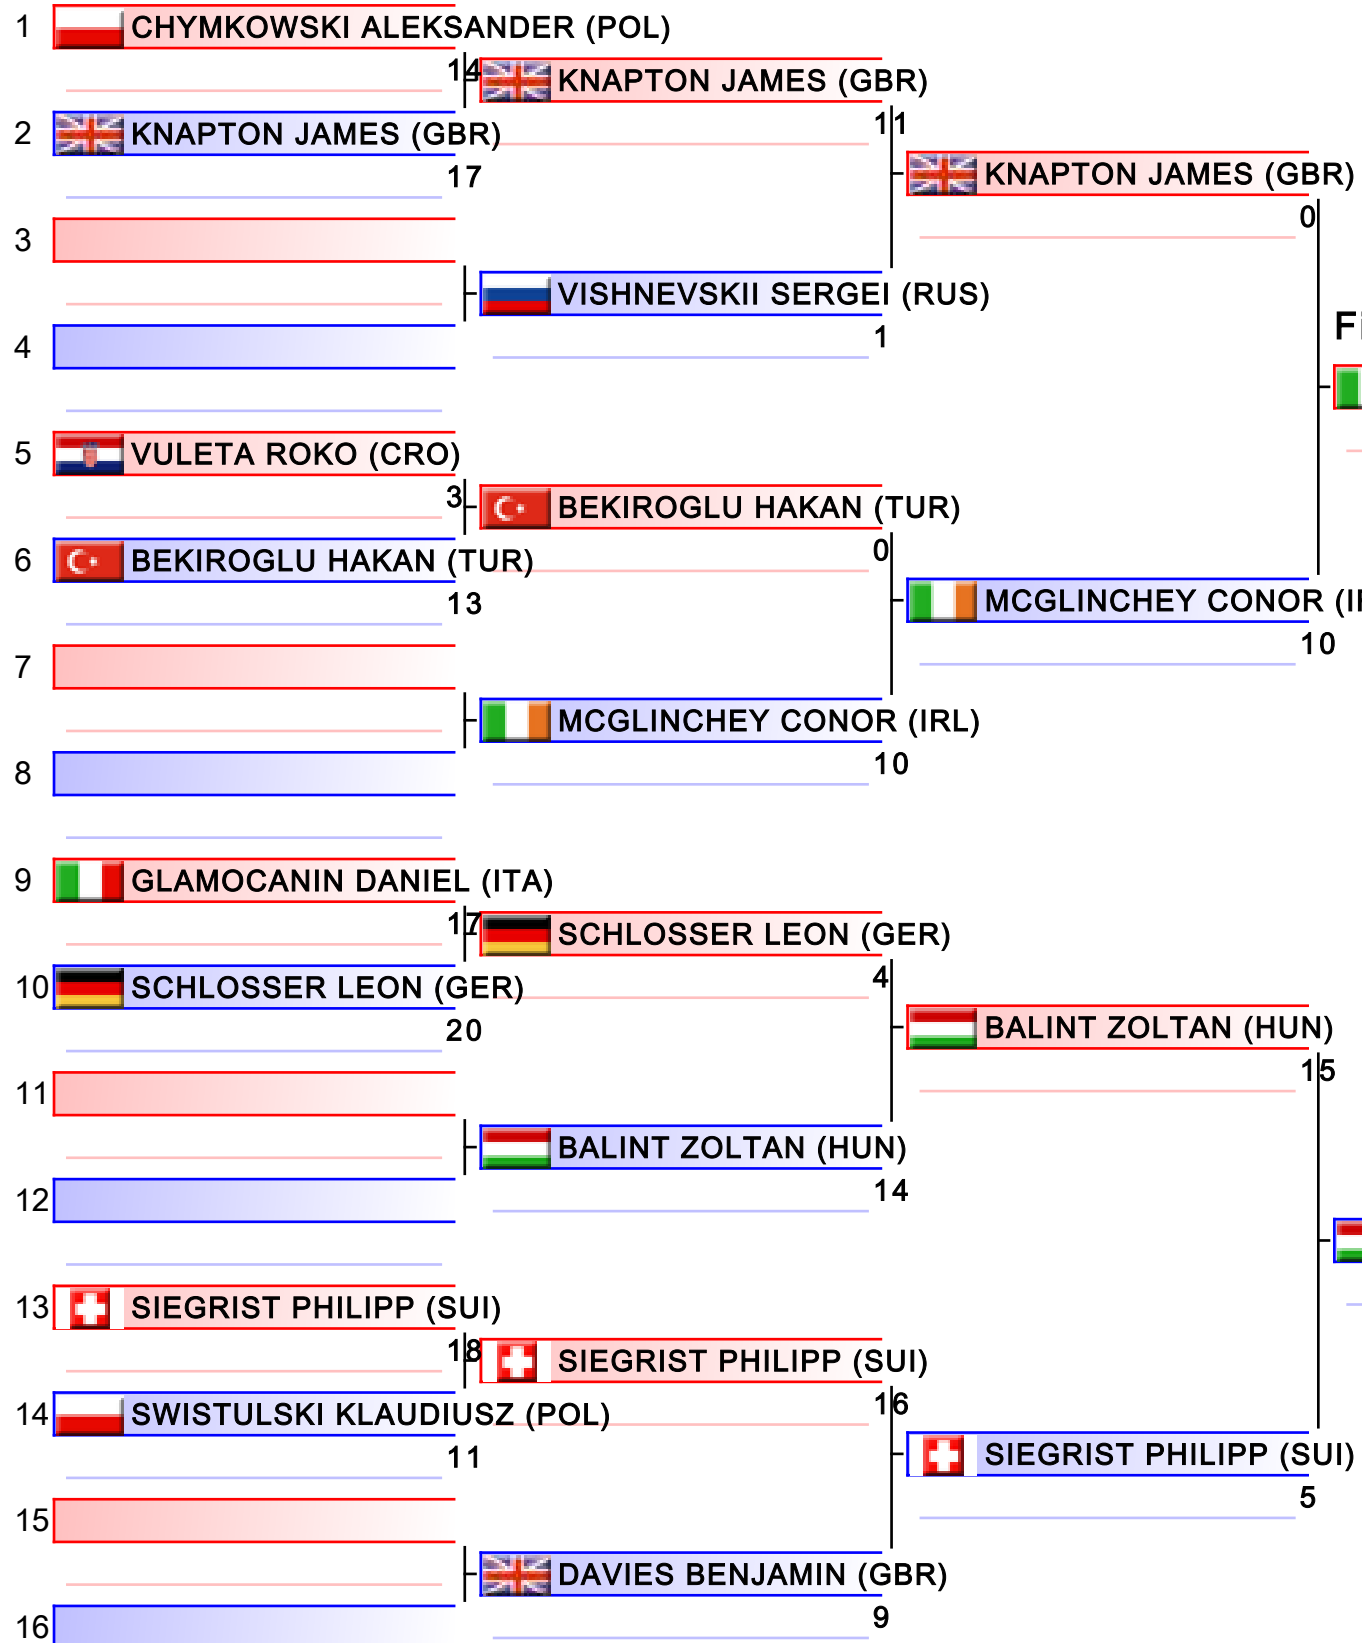 1 CHYMKOWSKI ALEKSANDER (POL)
14
KNAPTON JAMES (GBR)
11
2 KNAPTON JAMES (GBR)
17
KNAPTON JAMES (GBR)
0
3
VISHNEVSKII SERGEI (RUS)
1
4
Fi
5 VULETA ROKO (CRO)
3
BEKIROGLU HAKAN (TUR)
0
6 BEKIROGLU HAKAN (TUR)
13
MCGLINCHEY CONOR (I
10
7
MCGLINCHEY CONOR (IRL)
10
8
9 GLAMOCANIN DANIEL (ITA)
17
SCHLOSSER LEON (GER)
4
10 SCHLOSSER LEON (GER)
20
BALINT ZOLTAN (HUN)
15
11
BALINT ZOLTAN (HUN)
14
12
13 SIEGRIST PHILIPP (SUI)
18
SIEGRIST PHILIPP (SUI)
16
14 SWISTULSKI KLAUDIUSZ (POL)
11
SIEGRIST PHILIPP (SUI)
5
15
DAVIES BENJAMIN (GBR)
9
16